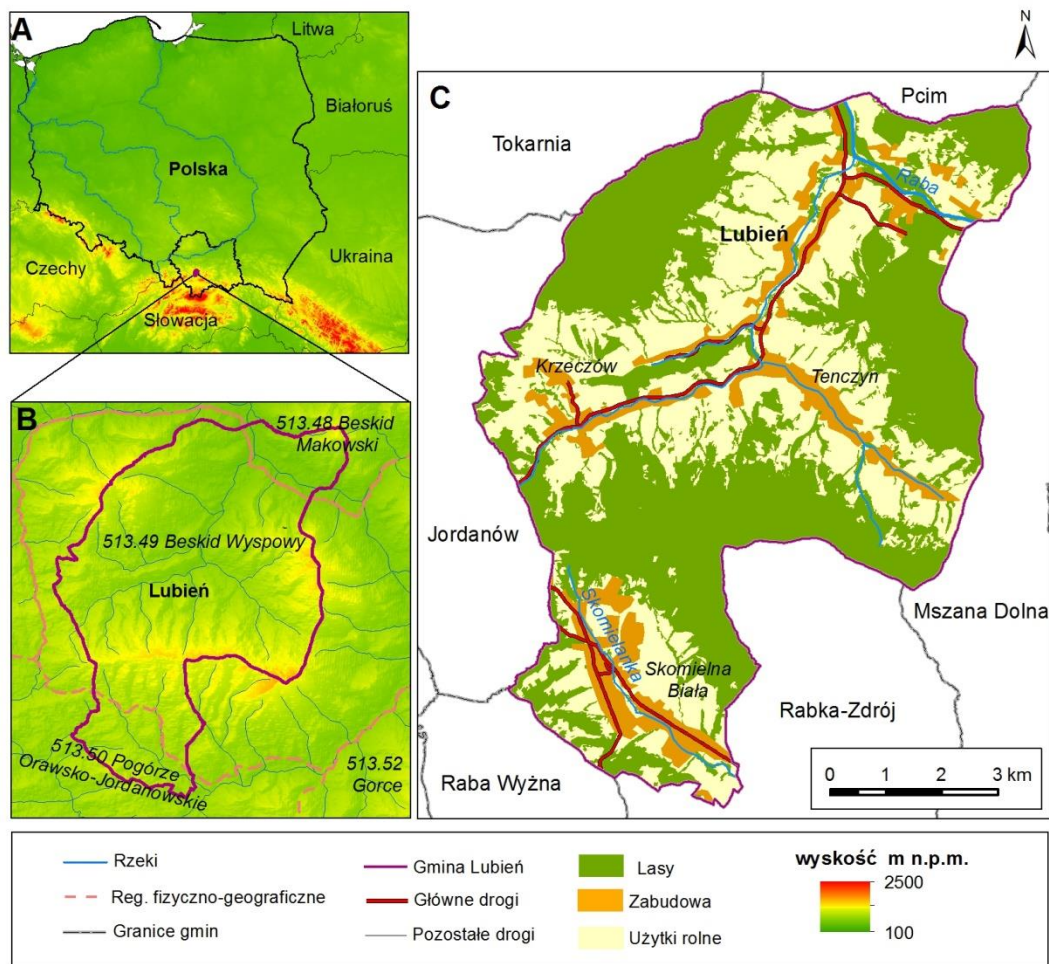 A
Litwa
Białoruś
Polska
Ukraina
Czechy
Słowacja
B
513.48 Beskid
Makowski
513.49 Beskid Wyspowy
Lubień
513.50 Pogórze
Orawsko-Jordanowskie
513.52
Gorce
N
C
Pcim
Tokarnia
Raba
Lubień
Krzeczów
Tenczyn
Jordanów
Mszana Dolna
Skomielanka
Skomielna
Biała
Rabka-Zdrój
Raba Wyżna
0 1 2 3 km
Rzeki
Reg. fizyczno-geograficzne
Granice gmin
Gmina Lubień
Główne drogi
Pozostałe drogi
Lasy
Zabudowa
Użytki rolne
wyskość m n.p.m.
2500
100